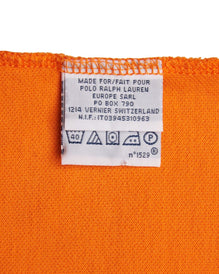 MADE FOR/FAIT POUR
POLO RALPH LAUREN
EUROPE SARL
PO BOX 790
1214 VERNIER SWITZERLAND
N.I.F.: IT03945310963
40 P
n°1529*